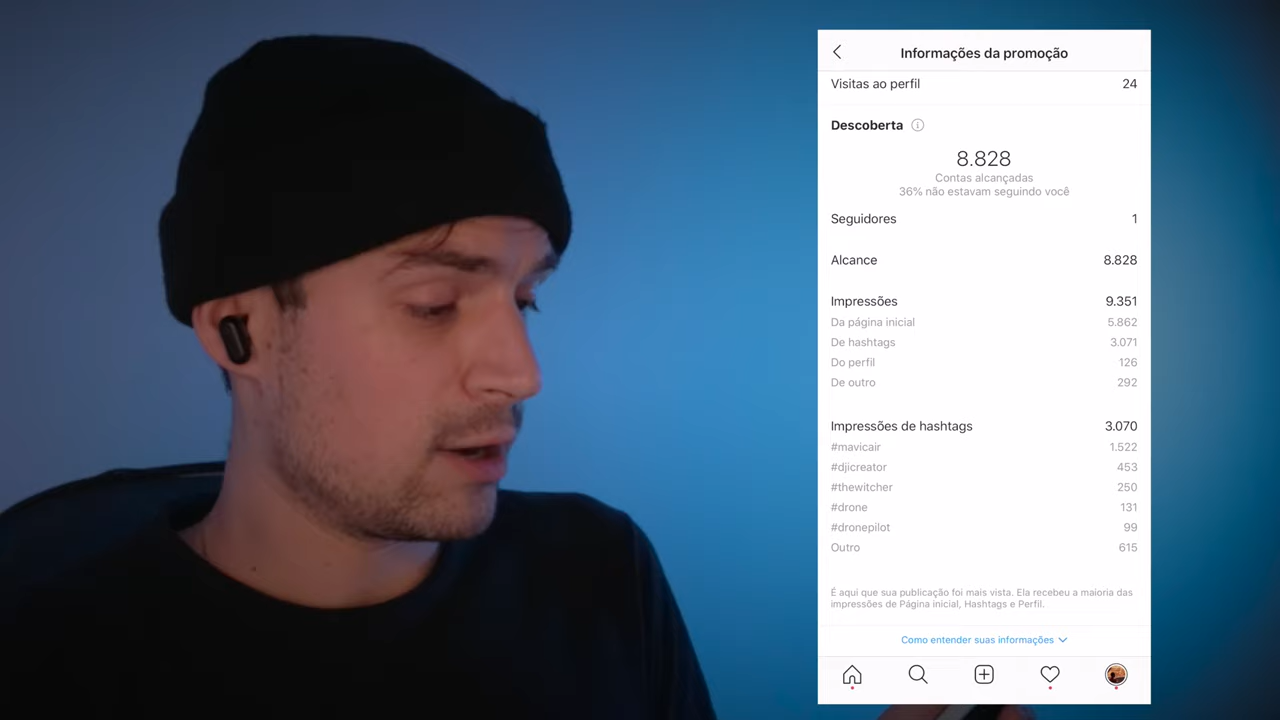 Informações da promoção
Visitas ao perfil 24
Descoberta
8.828
Contas alcançadas
36% não estavam seguindo você
Seguidores 1
Alcance 8.828
Impressões 9.351
Da página inicial 5.862
De hashtags 3.071
Do perfil 126
De outro 292
Impressões de hashtags 3.070
#mavicair 1.522
#djicreator 453
#thewitcher 250
#drone 131
#dronepilot 99
Outro 615
É aqui que sua publicação foi mais vista. Ela recebeu a maioria das
impressões de Página inicial, Hashtags e Perfil.
Como entender suas informações